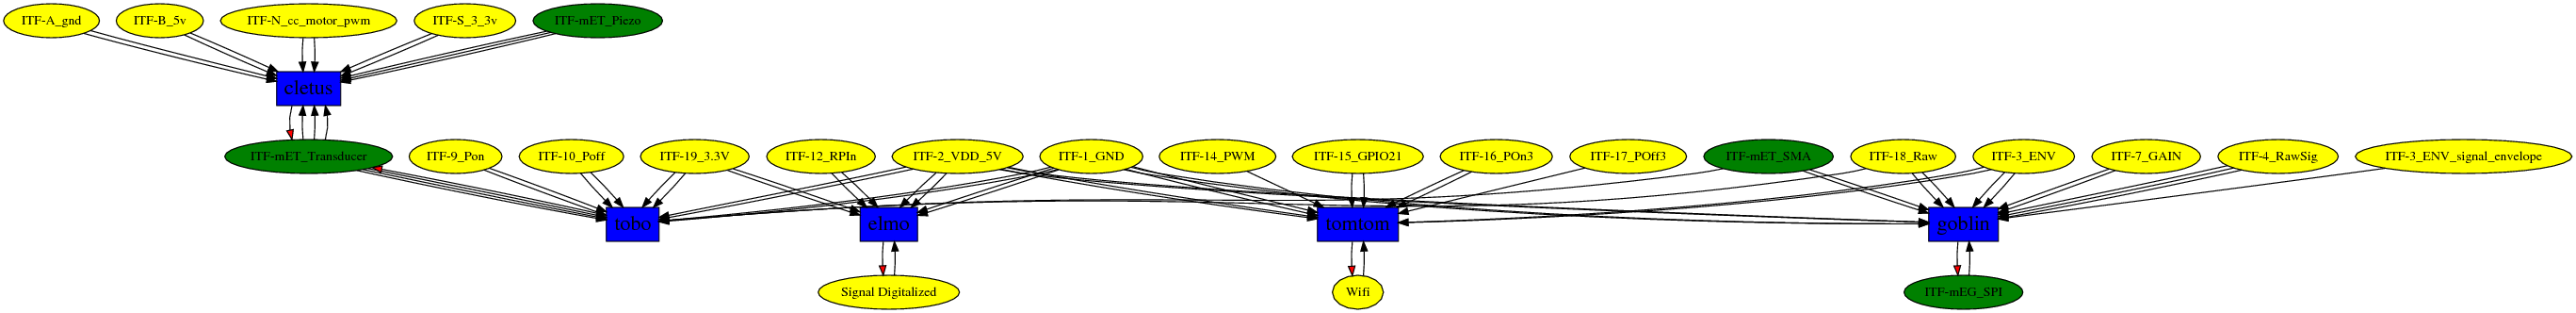 ITF-A_gnd
ITF-B_5v
ITF-N_cc_motor_pwm
ITF-S_3_3v
ITF-mET_Piezo
cletus
ITF-mET_Transducer
ITF-9_Pon
ITF-10_Poff
ITF-19_3.3V
ITF-12_RPIn
ITF-2_VDD_5V
ITF-1_GND
ITF-14_PWM
ITF-15_GPIO21
ITF-16_POn3
ITF-17_POff3
ITF-mET_SMA
ITF-18_Raw
ITF-3_ENV
ITF-7_GAIN
ITF-4_RawSig
ITF-3_ENV_signal_envelope
tobo
elmo
tomtom
goblin
Signal Digitalized
Wifi
ITF-mEG_SPI